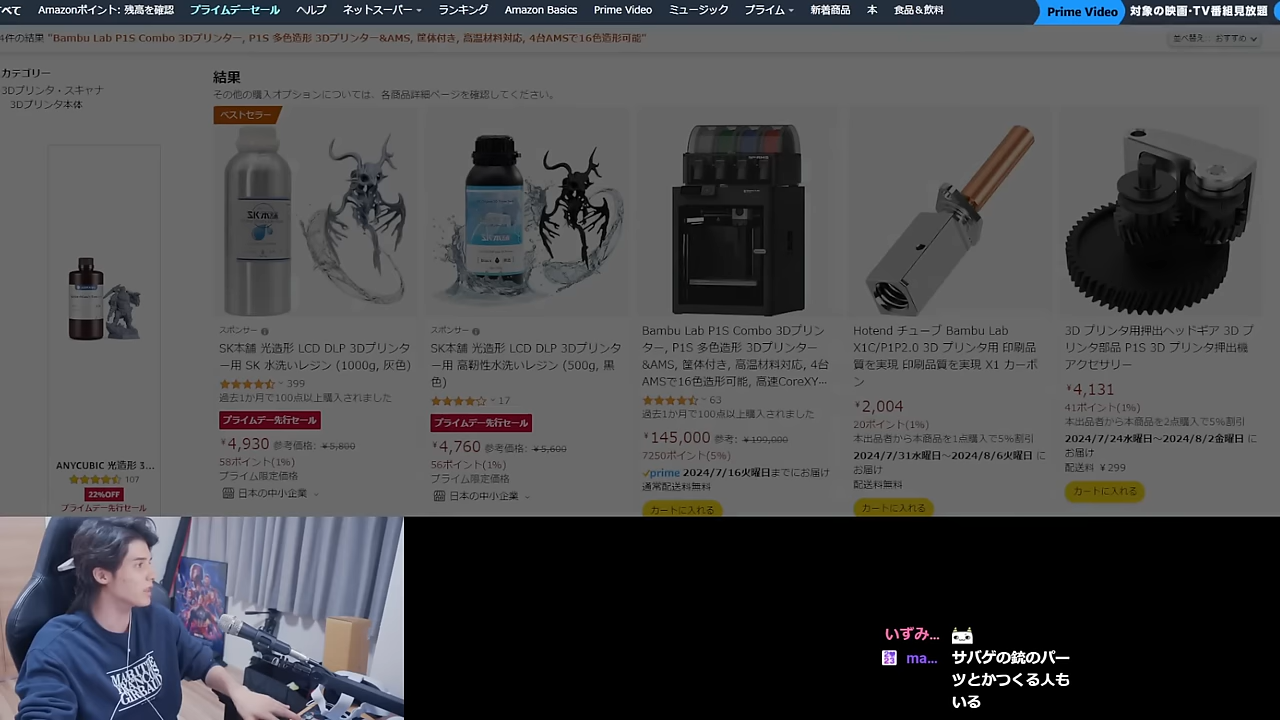 べて Amazonポイント: 残高を確認 プライムデーセール ヘルプ ネットスーパー ランキング Amazon Basics Prime Video ミュージック プライム 新着商品 本 食品＆飲料 Prime Video 対象の映画・TV番組見放題
4件の結果 "Bambu Lab P1S Combo 3Dプリンター, P1S 多色造形 3Dプリンター&AMS, 筐体付き, 高温材料対応, 4台AMSで16色造形可能"
並べ替え: おすすめ
カテゴリー
3Dプリンタ・スキャナ
3Dプリンタ本体
ANYCUBIC 光造形 3...
107
22%OFF
プライムデー先行セール
結果
その他の購入オプションについては、各商品詳細ページを確認してください。
ベストセラー
スポンサー
SK本舗 光造形 LCD DLP 3Dプリンタ
ー用 SK 水洗いレジン (1000g, 灰色)
399
過去1か月で100点以上購入されました
プライムデー先行セール
¥4,930 参考価格: ¥5,800
58ポイント(1%)
プライム限定価格
日本の中小企業
スポンサー
SK本舗 光造形 LCD DLP 3Dプリンタ
ー用 高靭性水洗いレジン (500g, 黒
色)
17
プライムデー先行セール
¥4,760 参考価格: ¥5,600
56ポイント(1%)
プライム限定価格
日本の中小企業
Bambu Lab P1S Combo 3Dプリン
ター, P1S 多色造形 3Dプリンター
&AMS, 筐体付き, 高温材料対応, 4台
AMSで16色造形可能, 高速CoreXY…
63
過去1か月で100点以上購入されました
¥145,000 参考: ¥199,000
7250ポイント(5%)
prime 2024/7/16火曜日までにお届け
通常配送料無料
カートに入れる
Hotend チューブ Bambu Lab
X1C/P1P2.0 3D プリンタ用 印刷品
質を実現 印刷品質を実現 X1 カーボ
ン
¥2,004
20ポイント(1%)
本出品者から本商品を1点購入で5%割引
2024/7/31水曜日～2024/8/6火曜日 に
お届け
配送料無料
カートに入れる
3D プリンタ用押出ヘッドギア 3D プ
リンタ部品 P1S 3D プリンタ押出機
アクセサリー
¥4,131
41ポイント(1%)
本出品者から本商品を2点購入で5%割引
2024/7/24水曜日～2024/8/2金曜日 に
お届け
配送料 ¥299
カートに入れる
MARITHÉ
FRANCOIS
GIRBAUD
いずみ...
ma...
サバゲの銃のパー
ツとかつくる人も
いる